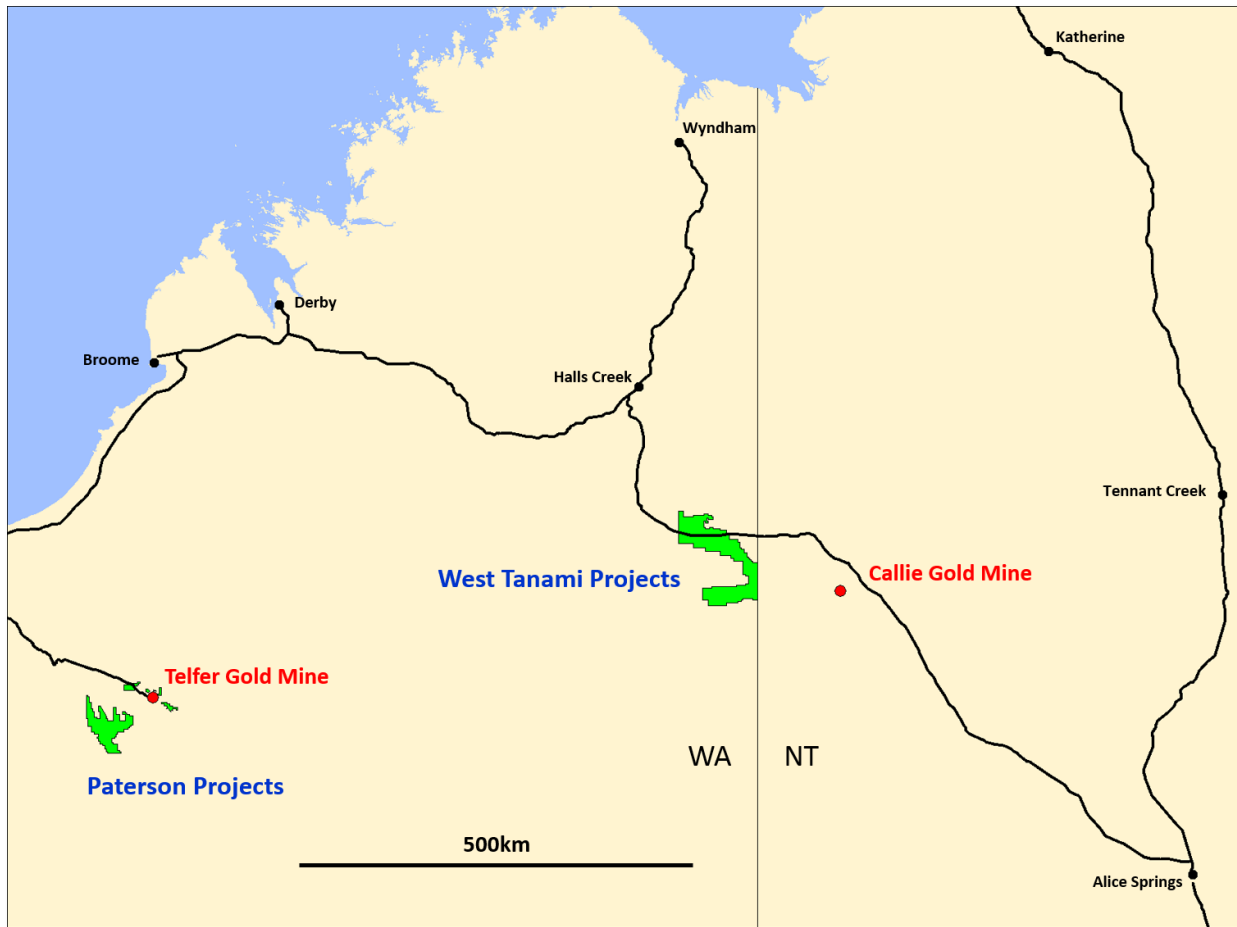 Katherine
Wyndham
Derby
Broome
Halls Creek
Tennant Creek
West Tanami Projects
Callie Gold Mine
Telfer Gold Mine
WA
NT
Paterson Projects
500km
Alice Springs